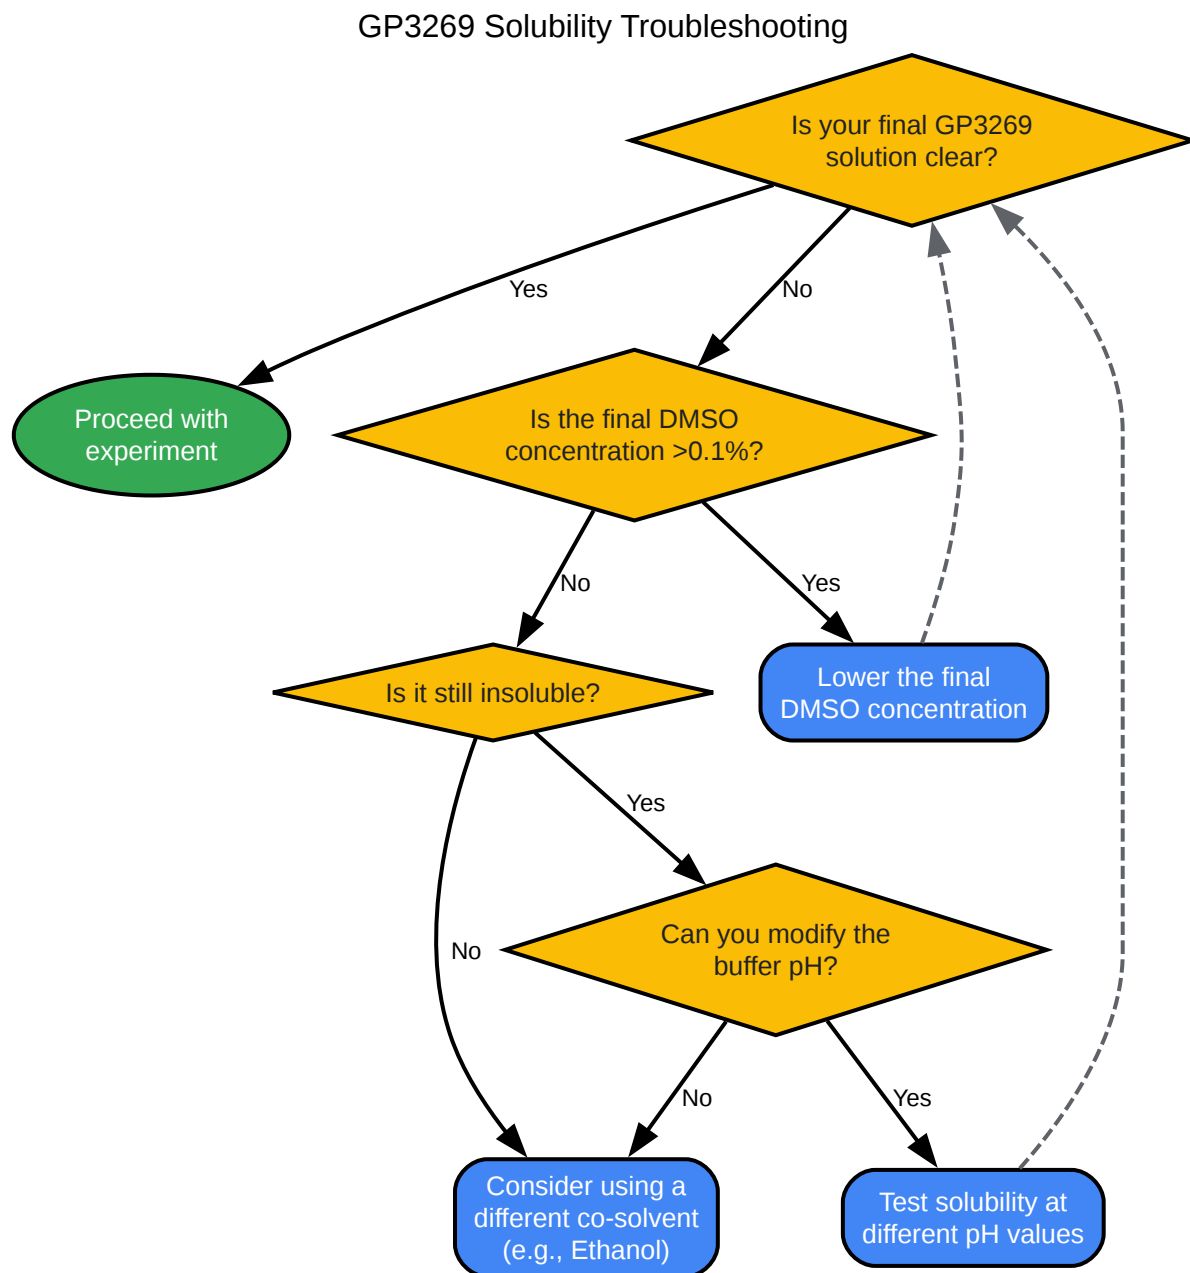 GP3269 Solubility Troubleshooting
Is your final GP3269
solution clear?
Yes
No
Proceed with
experiment
Is the final DMSO
concentration >0.1%?
No
Yes
Is it still insoluble?
Lower the final
DMSO concentration
Yes
No
Can you modify the
buffer pH?
No
Yes
Consider using a
different co-solvent
(e.g., Ethanol)
Test solubility at
different pH values